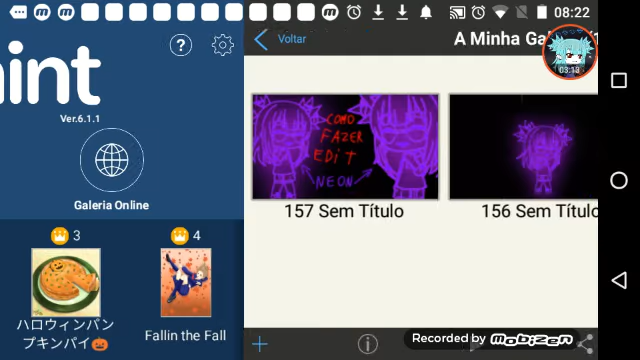 08:22
int
Ver.6.1.1
Galeria Online
3
4
ハロウィンパン
プキンパイ🎃
Fallin the Fall
Voltar
A Minha Ga
03:13
COMO
FAZER
EDiT
NEON
157 Sem Título
156 Sem Título
Recorded by Mobizen